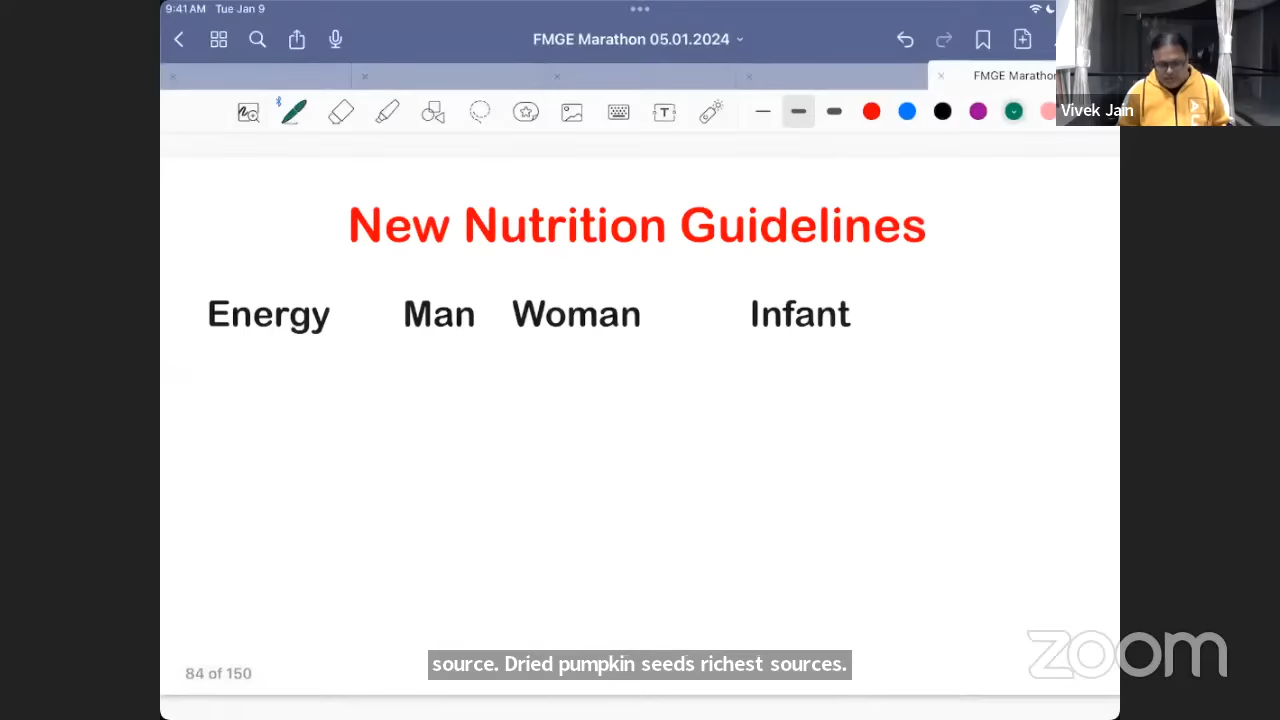 9:41 AM Tue Jan 9
FMGE Marathon 05.01.2024
FMGE Marathon
T
Vivek Jain
New Nutrition Guidelines
Energy Man Woman Infant
source. Dried pumpkin seeds richest sources.
84 of 150
zoom